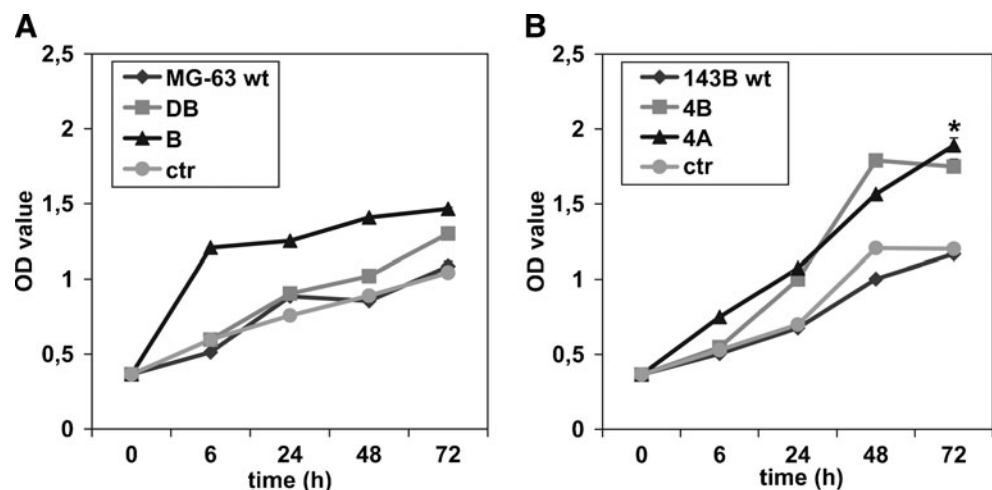 A
2,5
2
1,5
1
0,5
0
OD value
MG-63 wt
DB
B
ctr
0 6 24 48 72
time (h)
B
2,5
2
1,5
1
0,5
0
OD value
143B wt
4B
4A
ctr
*
0 6 24 48 72
time (h)